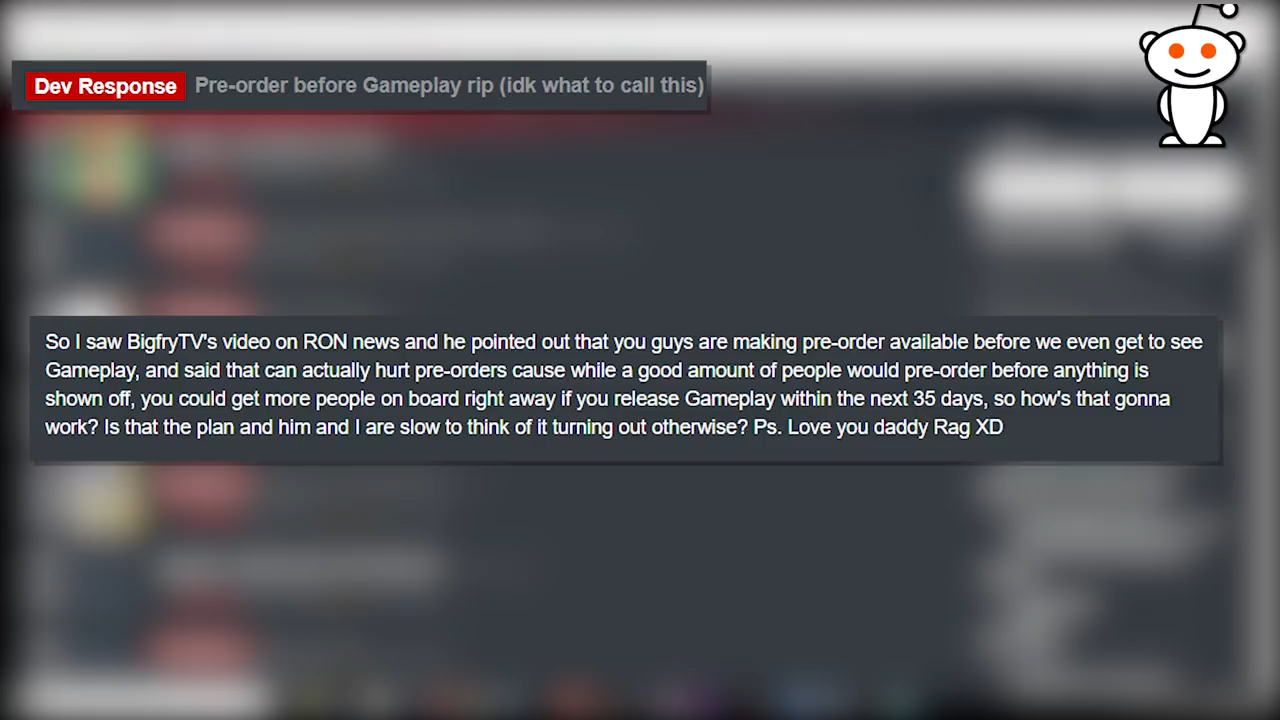 Dev Response Pre-order before Gameplay rip (idk what to call this)
So I saw BigfryTV's video on RON news and he pointed out that you guys are making pre-order available before we even get to see
Gameplay, and said that can actually hurt pre-orders cause while a good amount of people would pre-order before anything is
shown off, you could get more people on board right away if you release Gameplay within the next 35 days, so how's that gonna
work? Is that the plan and him and I are slow to think of it turning out otherwise? Ps. Love you daddy Rag XD